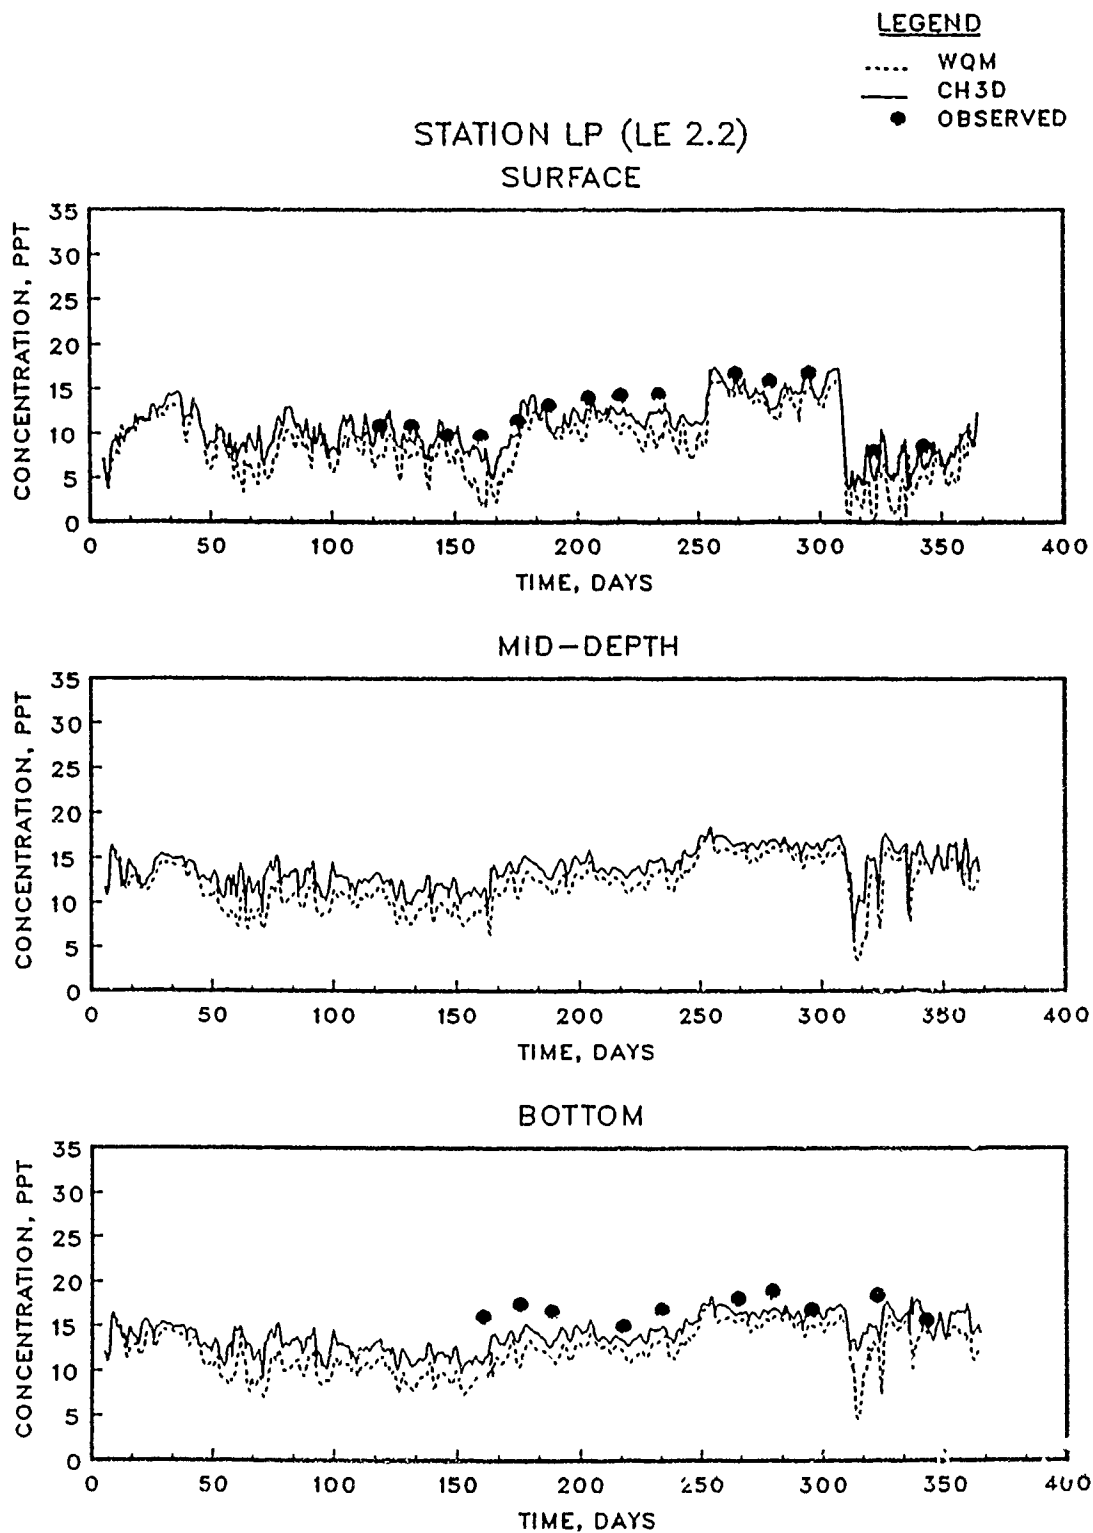 LEGEND
WQM
CH3D
OBSERVED
STATION LP (LE 2.2)
SURFACE
CONCENTRATION, PPT
35
30
25
20
15
10
5
0
0 50 100 150 200 250 300 350 400
TIME, DAYS
MID-DEPTH
CONCENTRATION, PPT
35
30
25
20
15
10
5
0
0 50 100 150 200 250 300 350 400
TIME, DAYS
BOTTOM
CONCENTRATION, PPT
35
30
25
20
15
10
5
0
0 50 100 150 200 250 300 350 400
TIME, DAYS